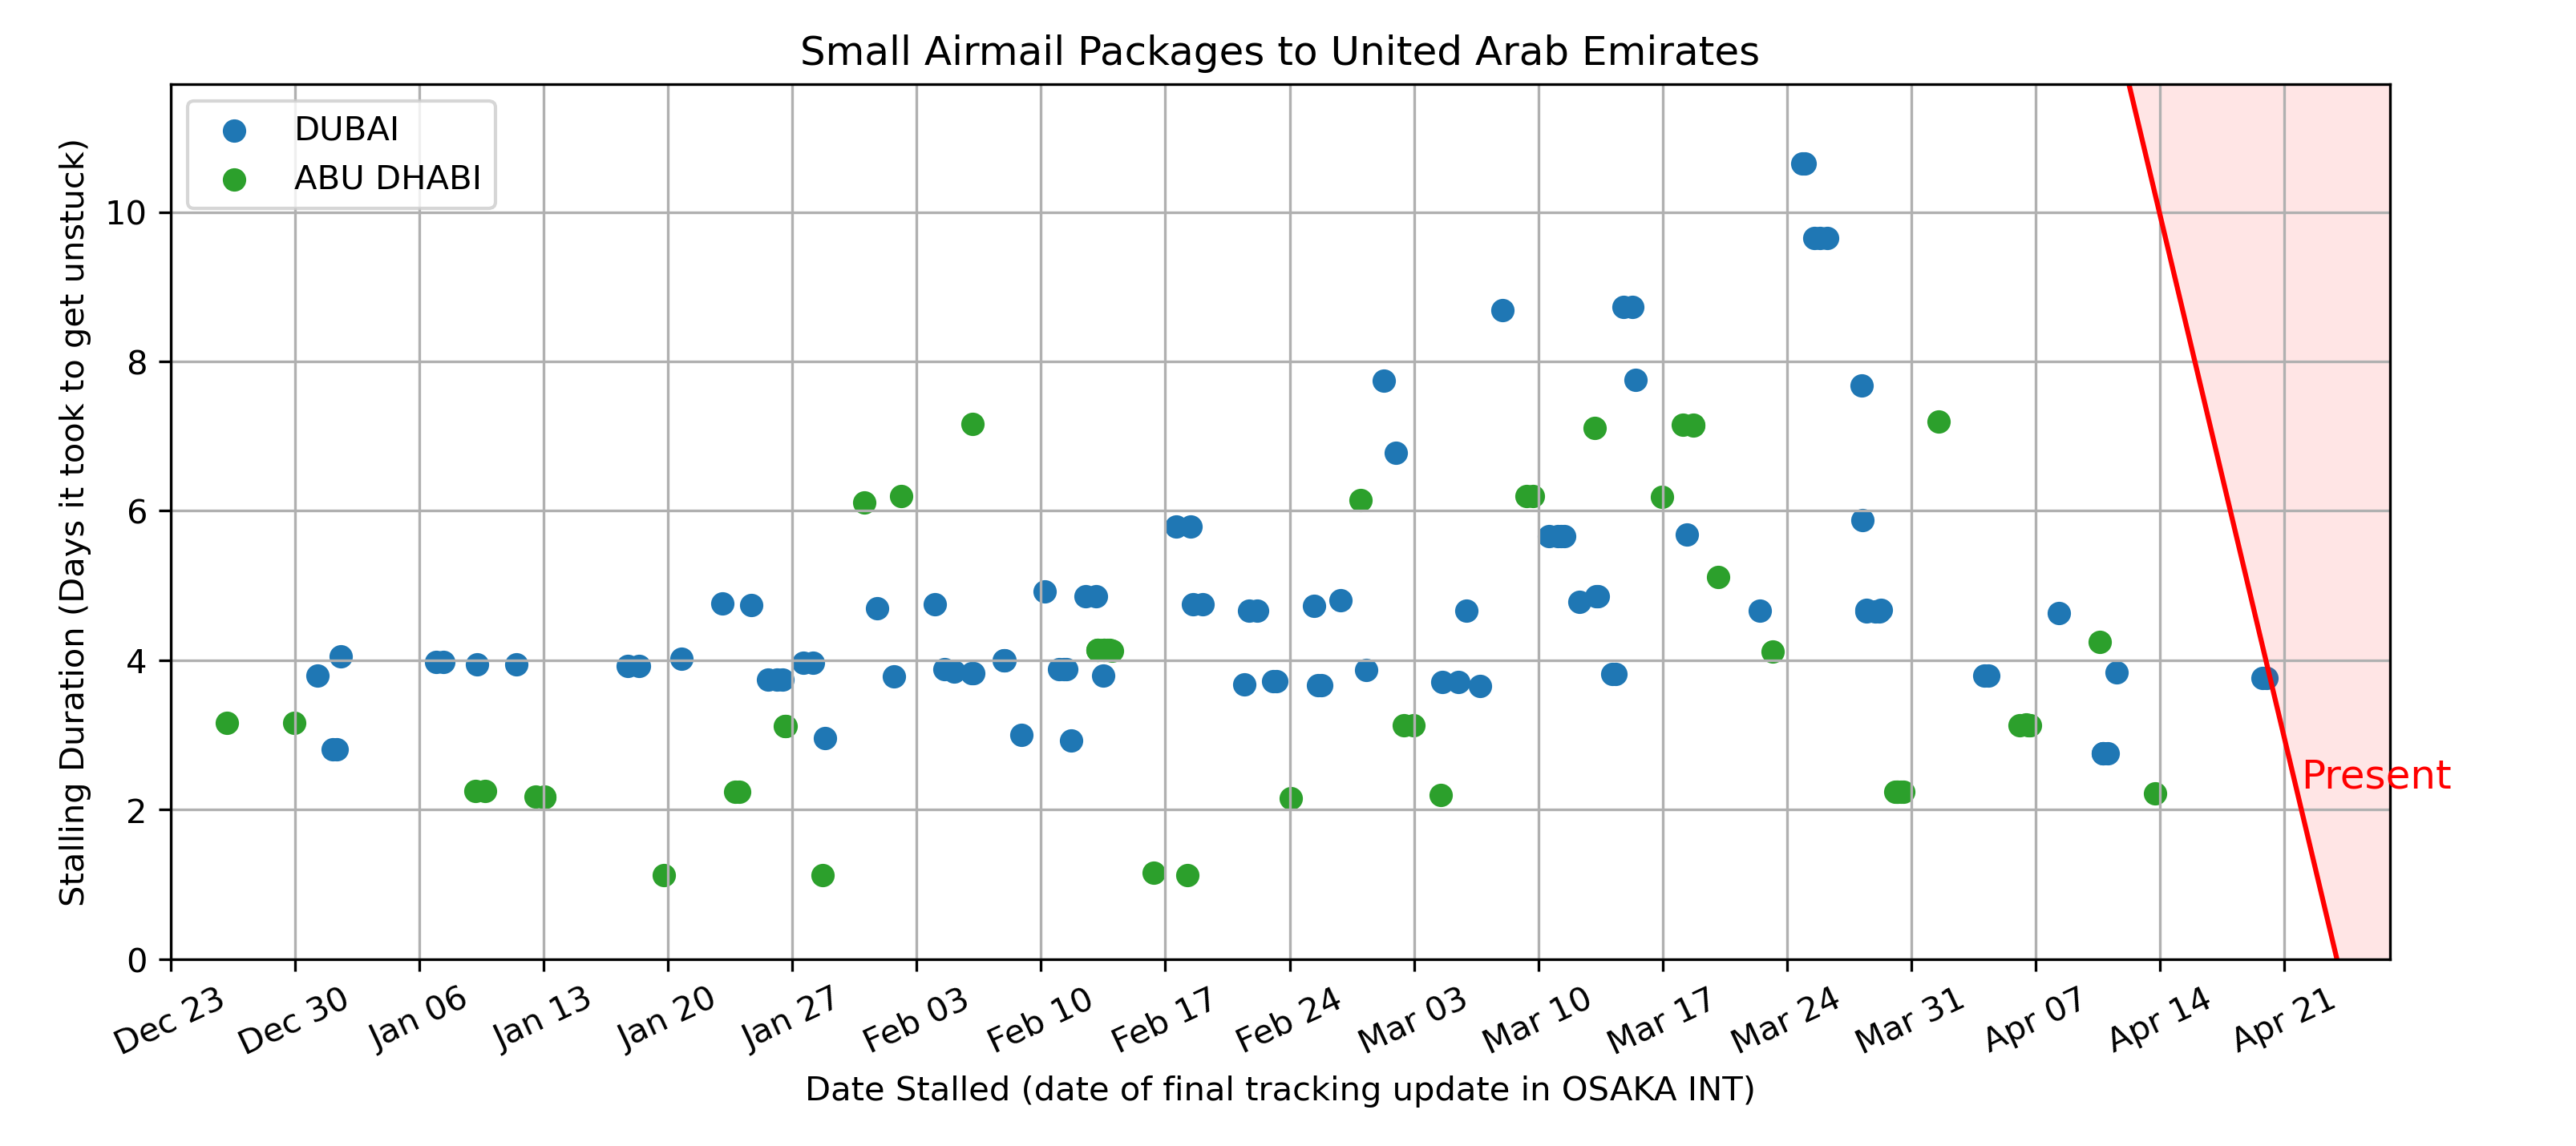 Small Airmail Packages to United Arab Emirates
DUBAI
ABU DHABI
Stalling Duration (Days it took to get unstuck)
10
8
6
4
2
0
Present
Dec 23
Dec 30
Jan 06
Jan 13
Jan 20
Jan 27
Feb 03
Feb 10
Feb 17
Feb 24
Mar 03
Mar 10
Mar 17
Mar 24
Mar 31
Apr 07
Apr 14
Apr 21
Date Stalled (date of final tracking update in OSAKA INT)